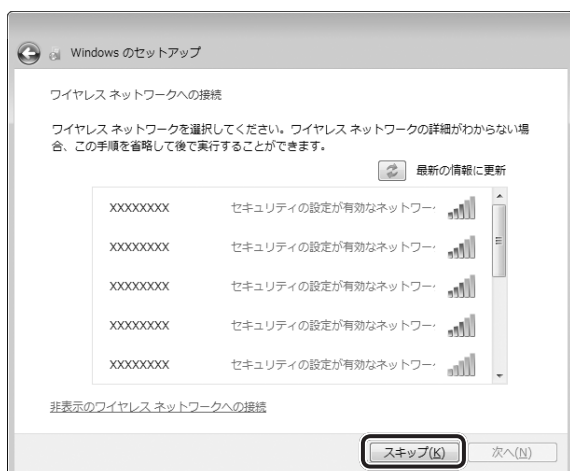 Windows のセットアップ
ワイヤレス ネットワークへの接続
ワイヤレス ネットワークを選択してください。ワイヤレス ネットワークの詳細がわからない場
合、この手順を省略して後で実行することができます。
最新の情報に更新
XXXXXXXX セキュリティの設定が有効なネットワー
XXXXXXXX セキュリティの設定が有効なネットワー
XXXXXXXX セキュリティの設定が有効なネットワー
XXXXXXXX セキュリティの設定が有効なネットワー
XXXXXXXX セキュリティの設定が有効なネットワー
非表示のワイヤレス ネットワークへの接続
スキップ(K) 次へ(N)